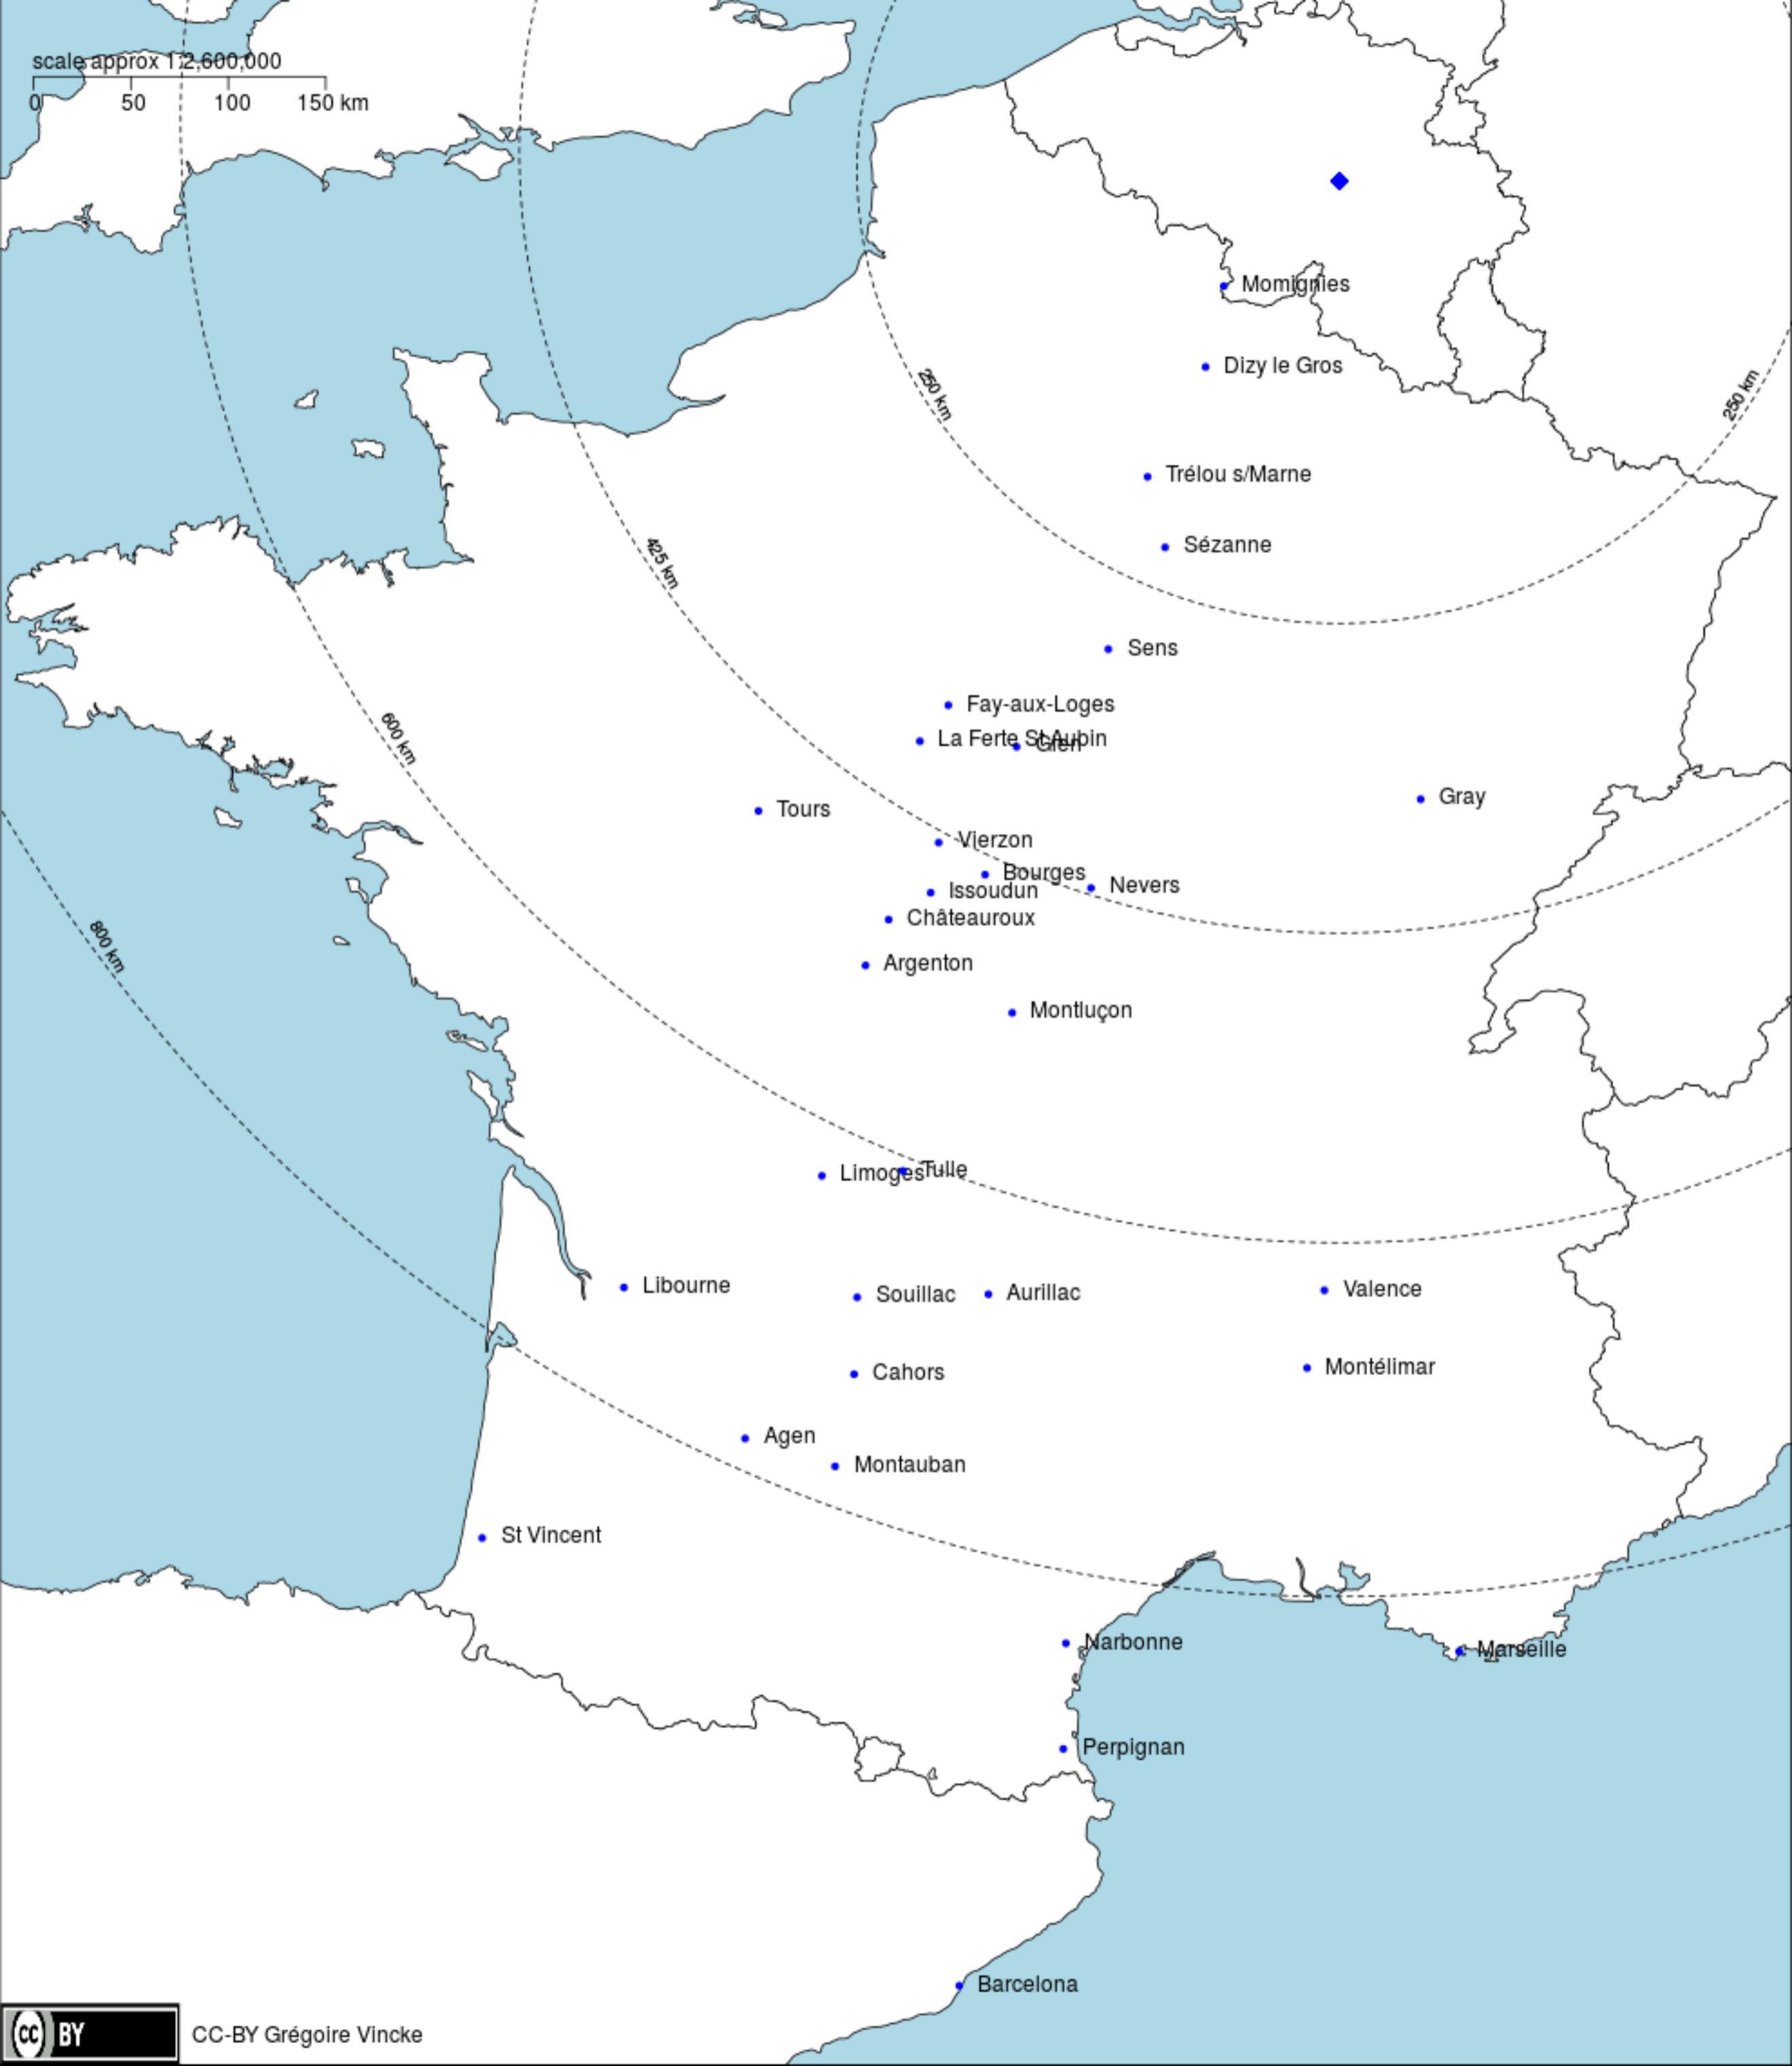 scale approx 1:2,600,000
0 50 100 150 km
Momignies
Dizy le Gros
250 km
250 km
Trélou s/Marne
Sézanne
425 km
Sens
Fay-aux-Loges
La Ferte St Aubin
Gien
600 km
Gray
Tours
Vierzon
Bourges
Nevers
Issoudun
Châteauroux
800 km
Argenton
Montluçon
Limoges
Tulle
Libourne
Souillac
Aurillac
Valence
Cahors
Montélimar
Agen
Montauban
St Vincent
Narbonne
Marseille
Perpignan
Barcelona
cc BY
CC-BY Grégoire Vincke